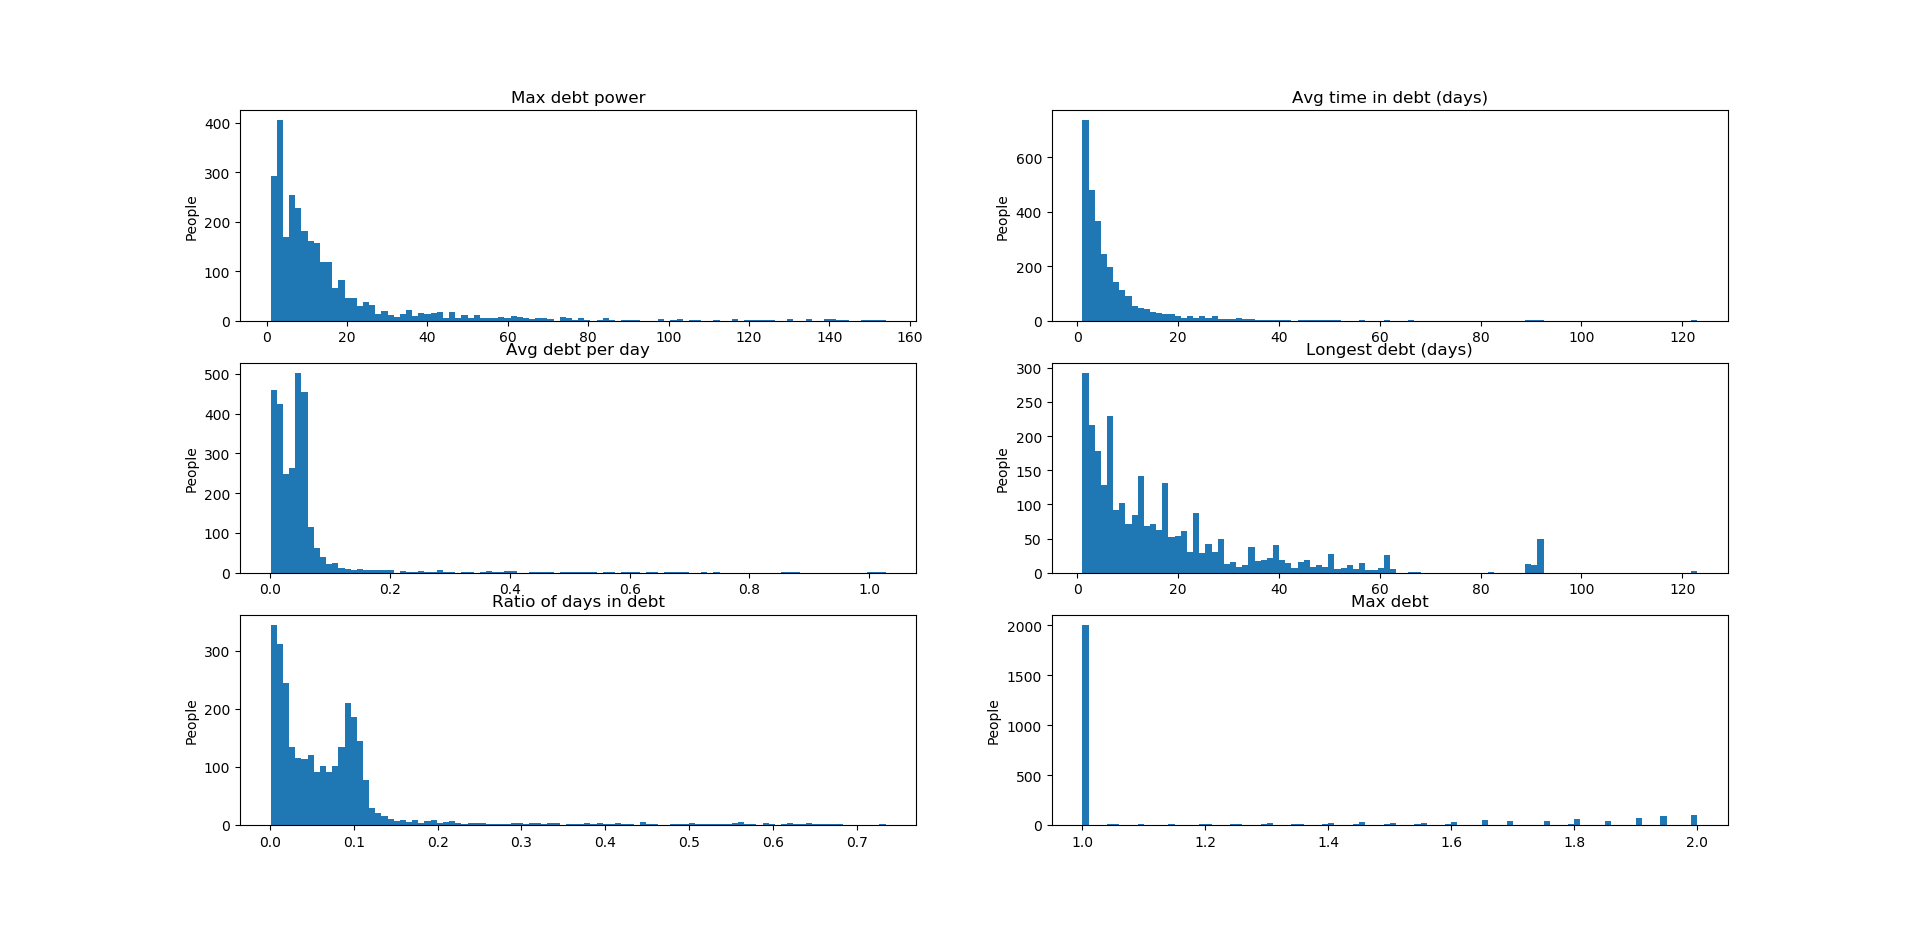 Max debt power
People
400
300
200
100
0
0 20 40 60 80 100 120 140 160
Avg time in debt (days)
People
600
400
200
0
0 20 40 60 80 100 120
Avg debt per day
People
500
400
300
200
100
0
0.0 0.2 0.4 0.6 0.8 1.0
Longest debt (days)
People
300
250
200
150
100
50
0
0 20 40 60 80 100 120
Ratio of days in debt
People
300
200
100
0
0.0 0.1 0.2 0.3 0.4 0.5 0.6 0.7
Max debt
People
2000
1500
1000
500
0
1.0 1.2 1.4 1.6 1.8 2.0